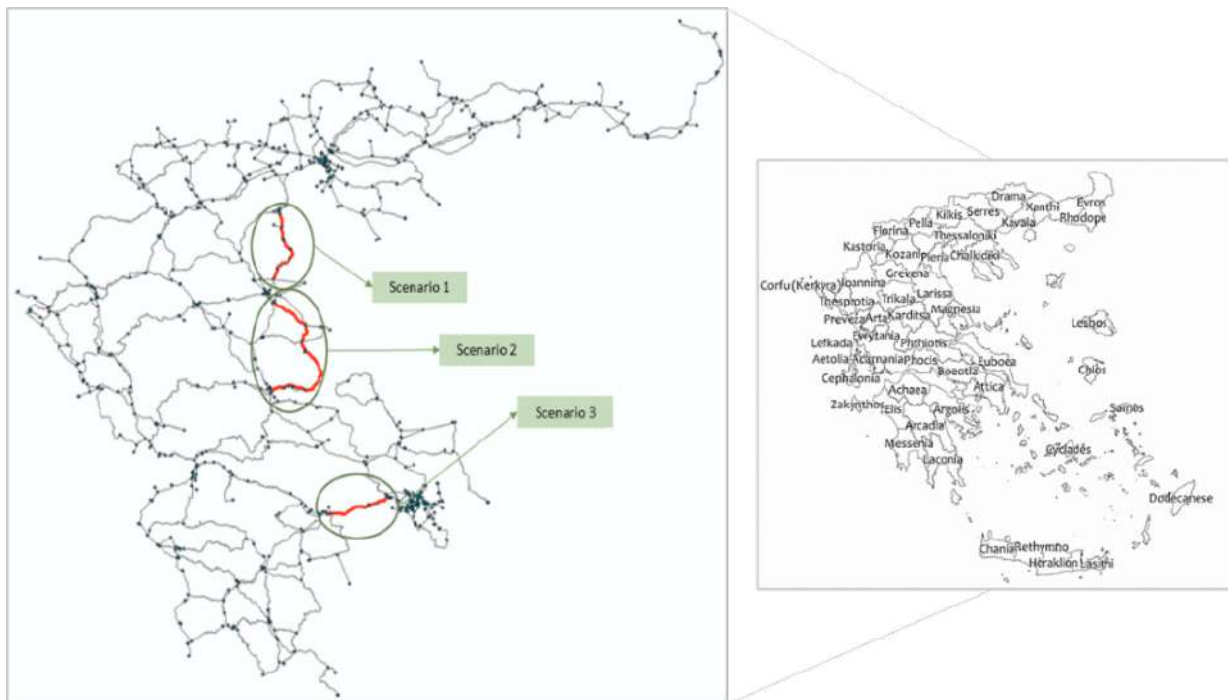 Scenario 1
Scenario 2
Scenario 3
Drama
Evros
Xanthi
Rhodope
Kilkis
Serres
Kavala
Pella
Florina
Thessaloniki
Kastoria
Kozani
Pieria
Chalkidiki
Grevena
Corfu (Kerkyra)
Ioannina
Larissa
Thesprotia
Trikala
Magnesia
Preveza
Arta
Karditsa
Lesbos
Evrytania
Lefkada
Phthiotis
Aetolia-Acarnania
Phocis
Euboea
Chios
Boeotia
Cephalonia
Attica
Achaea
Zakynthos
Elis
Argolis
Samos
Arcadia
Messenia
Cyclades
Laconia
Dodecanese
Chania
Rethymno
Heraklion
Lasithi